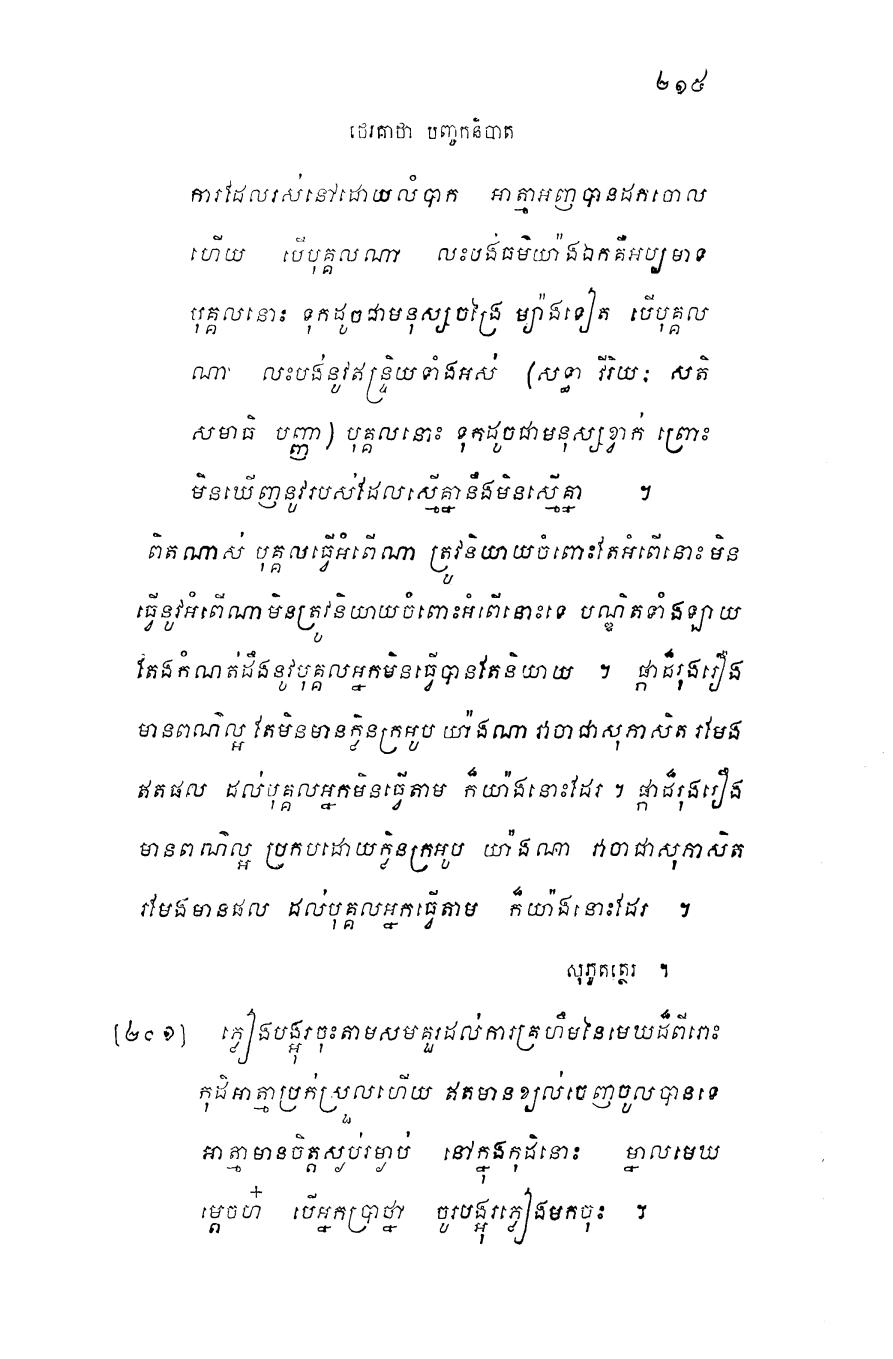 ២១៥
ថេរគាថា បញ្ចកនិបាត
ការដែលរស់នៅដោយលំបាក អាត្មាអញបានដកចោល
ហើយ បើបុគ្គលណា លះបង់ធម៌យ៉ាងឯកគឺអប្បមាទ
បុគ្គលនោះ ទុកដូចជាមនុស្សចង្រៃ ម្យ៉ាងទៀត បើបុគ្គល
ណា លះបង់នូវឥន្ទ្រិយទាំងអស់ (សទ្ធា វីរិយៈ សតិ
សមាធិ បញ្ញា) បុគ្គលនោះ ទុកដូចជាមនុស្សខ្វាក់ ព្រោះ
មិនឃើញនូវរបស់ដែលស្មើគ្នានឹងមិនស្មើគ្នា ។
ពិតណាស់ បុគ្គលធ្វើអំពើណា ត្រូវនិយាយចំពោះតែអំពើនោះ មិន
ធ្វើនូវអំពើណាមិនត្រូវនិយាយចំពោះអំពើនោះទេ បណ្ឌិតទាំងឡាយ
តែងកំណត់ដឹងនូវបុគ្គលអ្នកមិនធ្វើបានតែនិយាយ ។ ផ្កាដ៏រុងរឿង
មានពណ៌ល្អ តែមិនមានក្លិនក្រអូប យ៉ាងណា វាចាជាសុភាសិត រមែង
ឥតផល ដល់បុគ្គលអ្នកមិនធ្វើតាម ក៏យ៉ាងនោះដែរ ។ ផ្កាដ៏រុងរឿង
មានពណ៌ល្អ ប្រកបដោយក្លិនក្រអូប យ៉ាងណា វាចាជាសុភាសិត
រមែងមានផល ដល់បុគ្គលអ្នកធ្វើតាម ក៏យ៉ាងនោះដែរ ។
សុភូតត្ថេរ ។
[២០១] ភ្លៀងបង្អុរចុះតាមសមគួរដល់ការគ្រហឹមនៃមេឃដ៏ពីរោះ
កុដិអាត្មាប្រក់ស្រួលហើយ ឥតមានខ្យល់ចេញចូលបានទេ
អាត្មាមានចិត្តស្ងប់រម្ងាប់ នៅក្នុងកុដិនោះ ម្នាលមេឃ
ម្តេចហ៎ បើអ្នកប្រាថ្នា ចូរបង្អុរភ្លៀងមកចុះ ។